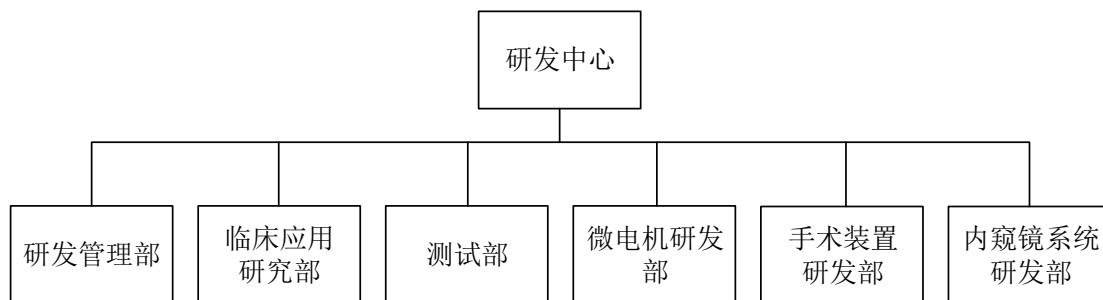 研发中心
研发管理部
临床应用
研究部
测试部
微电机研发
部
手术装置
研发部
内窥镜系统
研发部